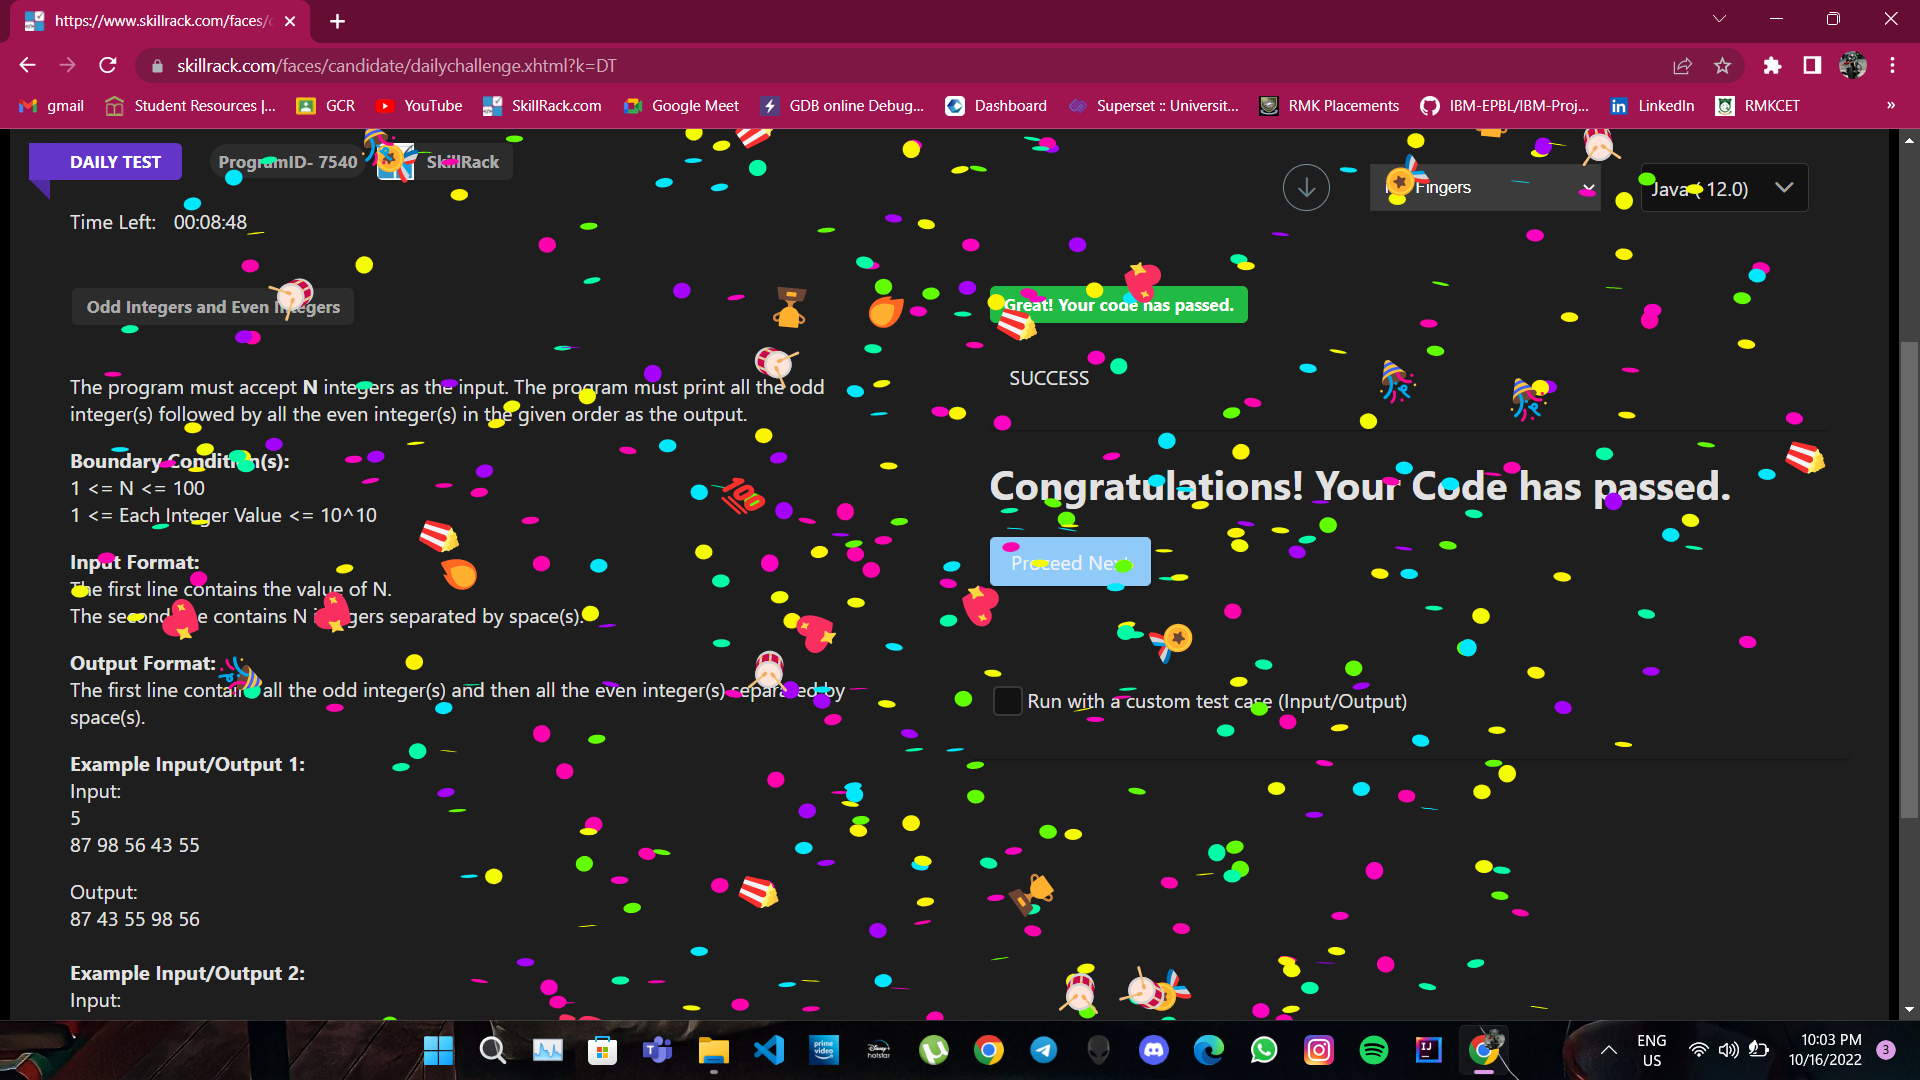 https://www.skillrack.com/faces/c
skillrack.com/faces/candidate/dailychallenge.xhtml?k=DT
gmail
Student Resources |...
GCR
YouTube
SkillRack.com
Google Meet
GDB online Debug...
Dashboard
Superset :: Universit...
RMK Placements
IBM-EPBL/IBM-Proj...
LinkedIn
RMKCET
»
DAILY TEST
ProgramID- 7540
SkillRack
Fingers
Java ( 12.0)
Time Left: 00:08:48
Odd Integers and Even Integers
Great! Your code has passed.
SUCCESS
The program must accept N integers as the input. The program must print all the odd
integer(s) followed by all the even integer(s) in the given order as the output.
Congratulations! Your Code has passed.
Proceed Next
Run with a custom test case (Input/Output)
Boundary Condition(s):
1 <= N <= 100
1 <= Each Integer Value <= 10^10
Input Format:
The first line contains the value of N.
The second line contains N integers separated by space(s).
Output Format:
The first line contains all the odd integer(s) and then all the even integer(s) separated by
space(s).
Example Input/Output 1:
Input:
5
87 98 56 43 55
Output:
87 43 55 98 56
Example Input/Output 2:
Input:
prime video
Disney+ hotstar
IJ
ENG
US
10:03 PM
10/16/2022
3